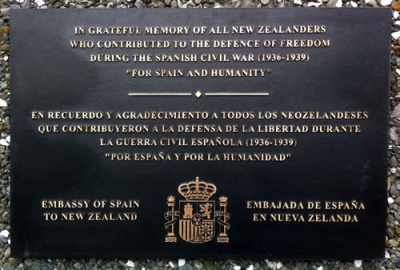 IN GRATEFUL MEMORY OF ALL NEW ZEALANDERS
WHO CONTRIBUTED TO THE DEFENCE OF FREEDOM
DURING THE SPANISH CIVIL WAR (1936-1939)
"FOR SPAIN AND HUMANITY"
EN RECUERDO Y AGRADECIMIENTO A TODOS LOS NEOZELANDESES
QUE CONTRIBUYERON A LA DEFENSA DE LA LIBERTAD DURANTE
LA GUERRA CIVIL ESPAÑOLA (1936-1939)
"POR ESPAÑA Y POR LA HUMANIDAD"
EMBASSY OF SPAIN
TO NEW ZEALAND
EMBAJADA DE ESPAÑA
EN NUEVA ZELANDA